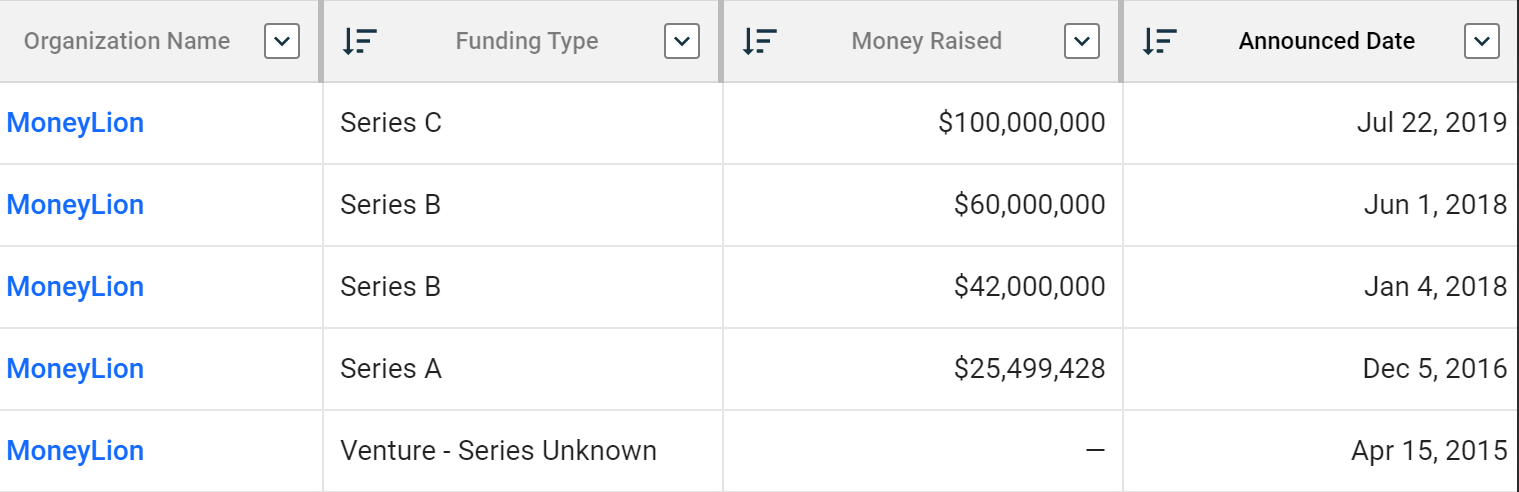 Organization Name Funding Type Money Raised Announced Date
MoneyLion Series C $100,000,000 Jul 22, 2019
MoneyLion Series B $60,000,000 Jun 1, 2018
MoneyLion Series B $42,000,000 Jan 4, 2018
MoneyLion Series A $25,499,428 Dec 5, 2016
MoneyLion Venture - Series Unknown — Apr 15, 2015